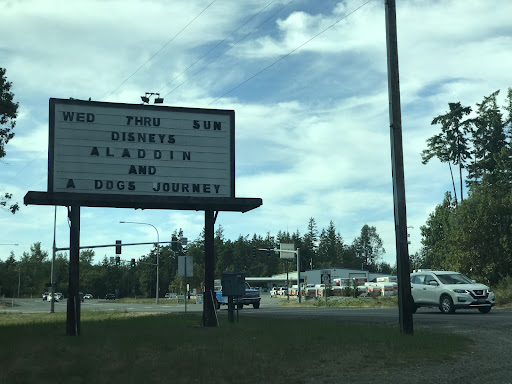 WED THRU SUN
DISNEYS
ALADDIN
AND
A DOGS JOURNEY